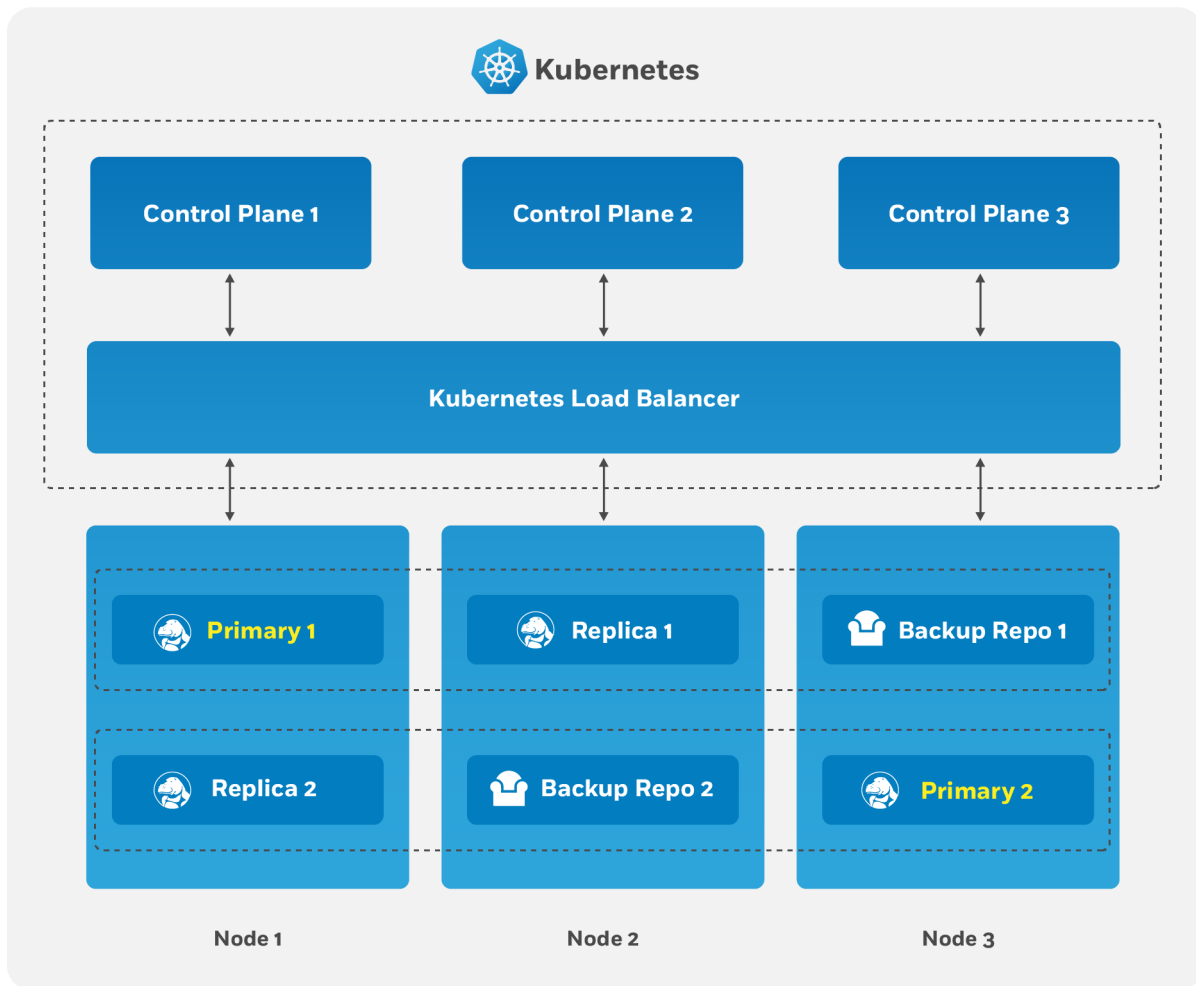 Kubernetes
Control Plane 1
Control Plane 2
Control Plane 3
Kubernetes Load Balancer
Primary 1
Replica 1
Backup Repo 1
Replica 2
Backup Repo 2
Primary 2
Node 1
Node 2
Node 3